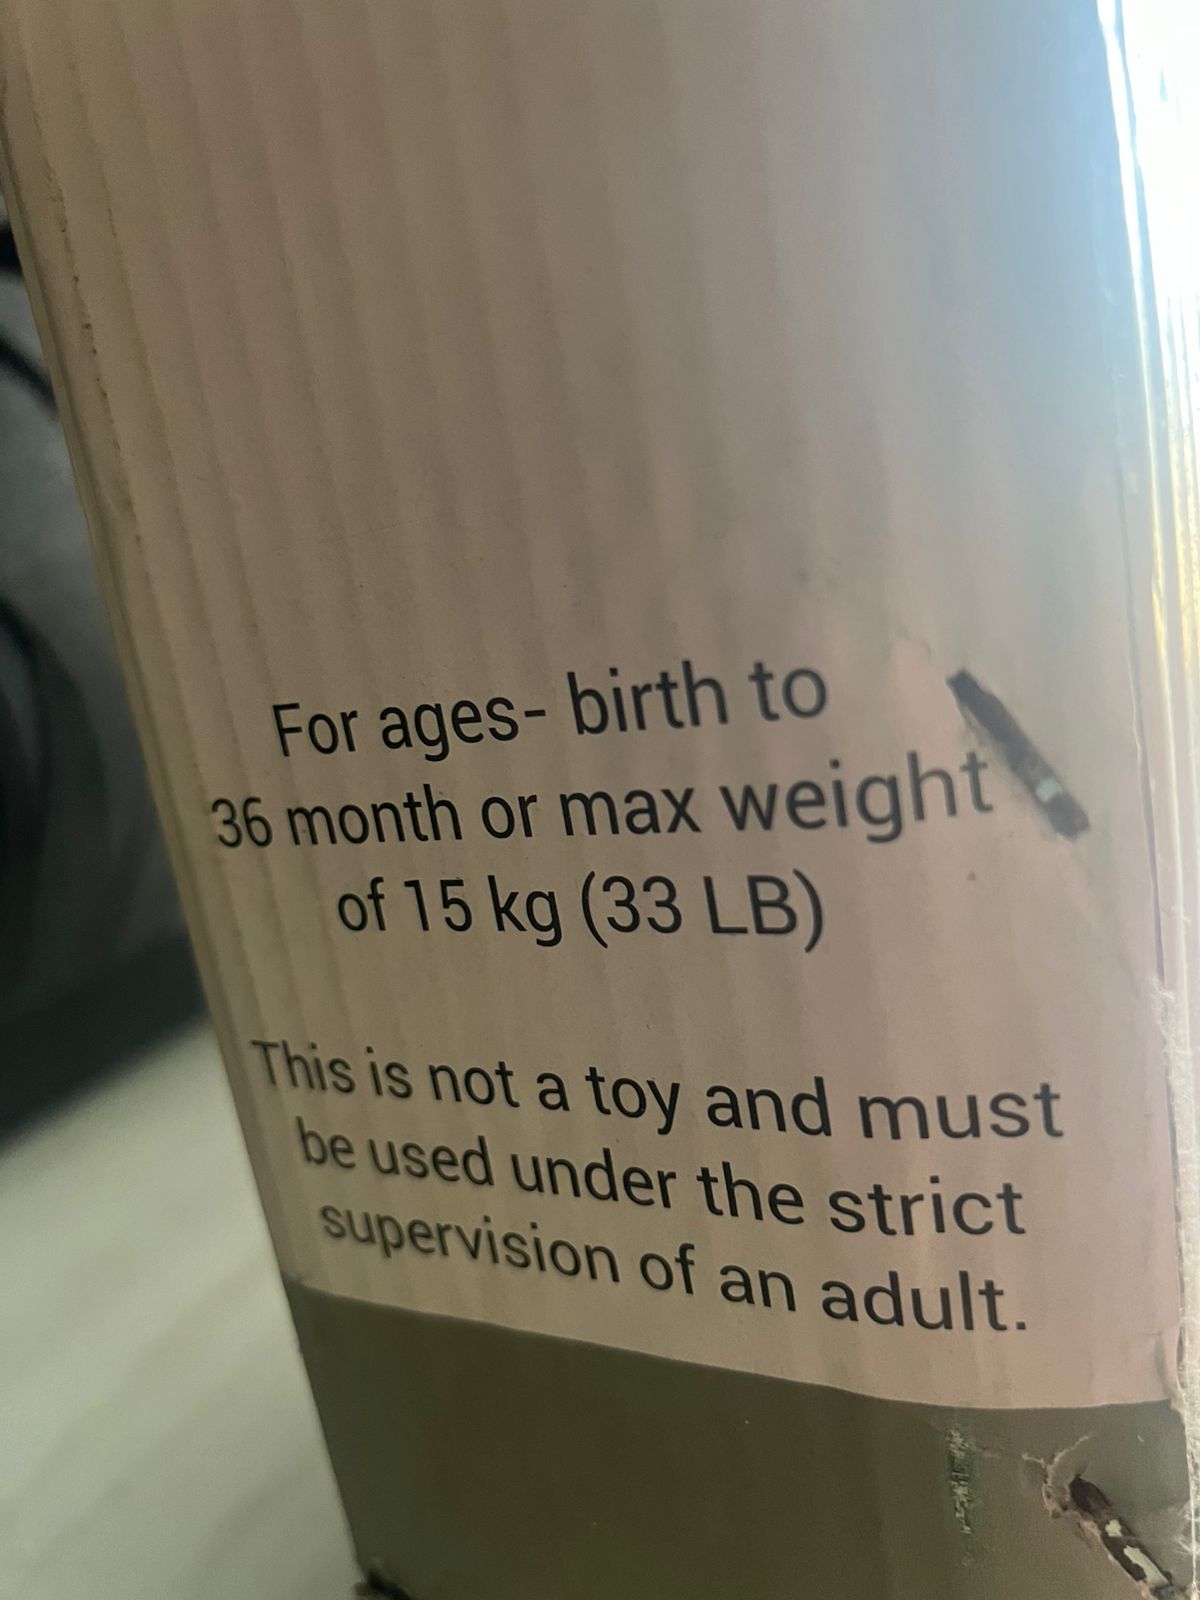 For ages- birth to
36 month or max weight
of 15 kg (33 LB)
This is not a toy and must
be used under the strict
supervision of an adult.